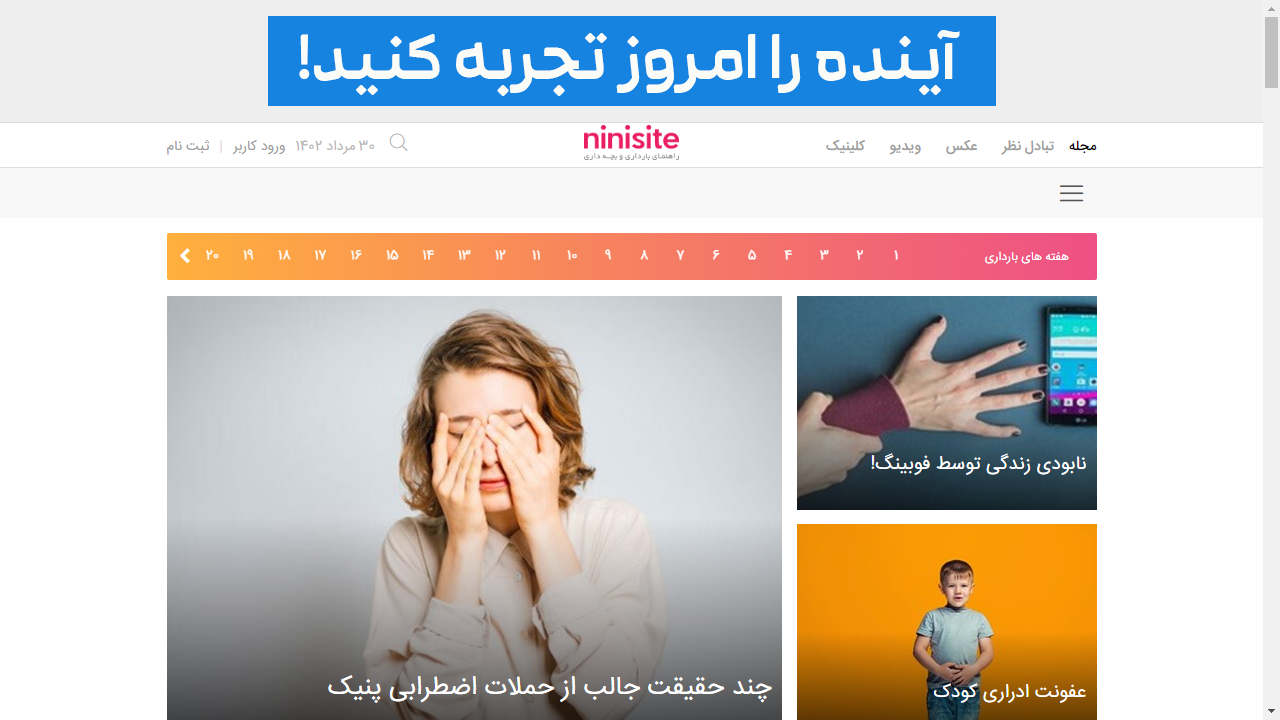 آینده را امروز تجربه کنید!
مجله تبادل نظر عکس ویدیو کلینیک
ninisite
راهنمای بارداری و بچه داری
۳۰ مرداد ۱۴۰۲ ورود کاربر | ثبت نام
هفته های بارداری ۱ ۲ ۳ ۴ ۵ ۶ ۷ ۸ ۹ ۱۰ ۱۱ ۱۲ ۱۳ ۱۴ ۱۵ ۱۶ ۱۷ ۱۸ ۱۹ ۲۰
نابودی زندگی توسط فوبینگ!
چند حقیقت جالب از حملات اضطرابی پنیک
عفونت ادراری کودک